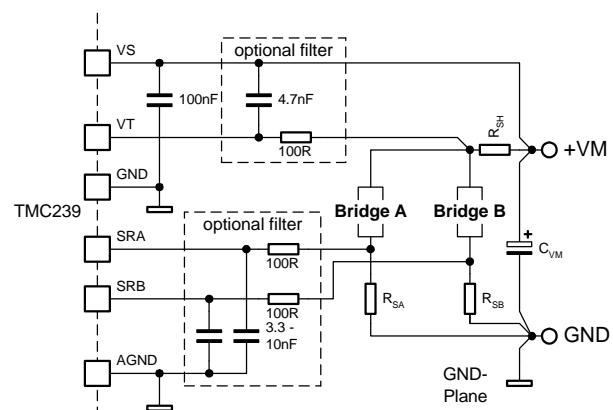 VS
optional filter
100nF
4.7nF
VT
100R
R_SH
+VM
GND
TMC239
Bridge A
Bridge B
optional filter
SRA
100R
+
C_VM
SRB
100R
R_SA
R_SB
3.3 -
10nF
GND
AGND
GND-
Plane